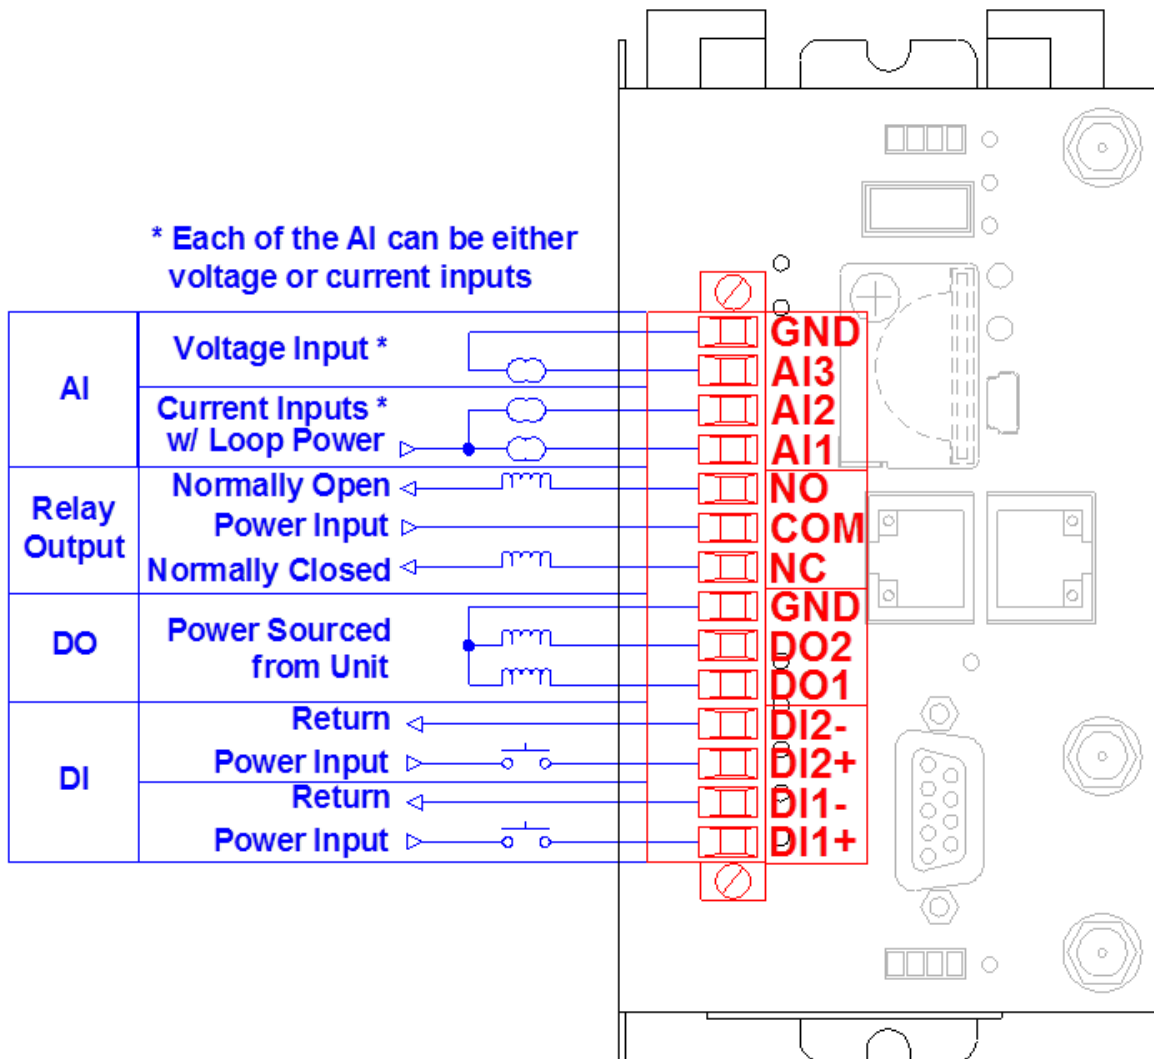 * Each of the AI can be either
voltage or current inputs
AI
Voltage Input *
Current Inputs *
w/ Loop Power
Relay
Output
Normally Open
Power Input
Normally Closed
DO
Power Sourced
from Unit
DI
Return
Power Input
Return
Power Input
GND
AI3
AI2
AI1
NO
COM
NC
GND
DO2
DO1
DI2-
DI2+
DI1-
DI1+